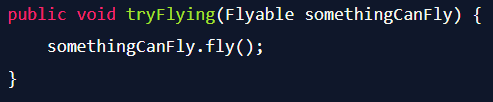 public void tryFlying(Flyable somethingCanFly) {
    somethingCanFly.fly();
}